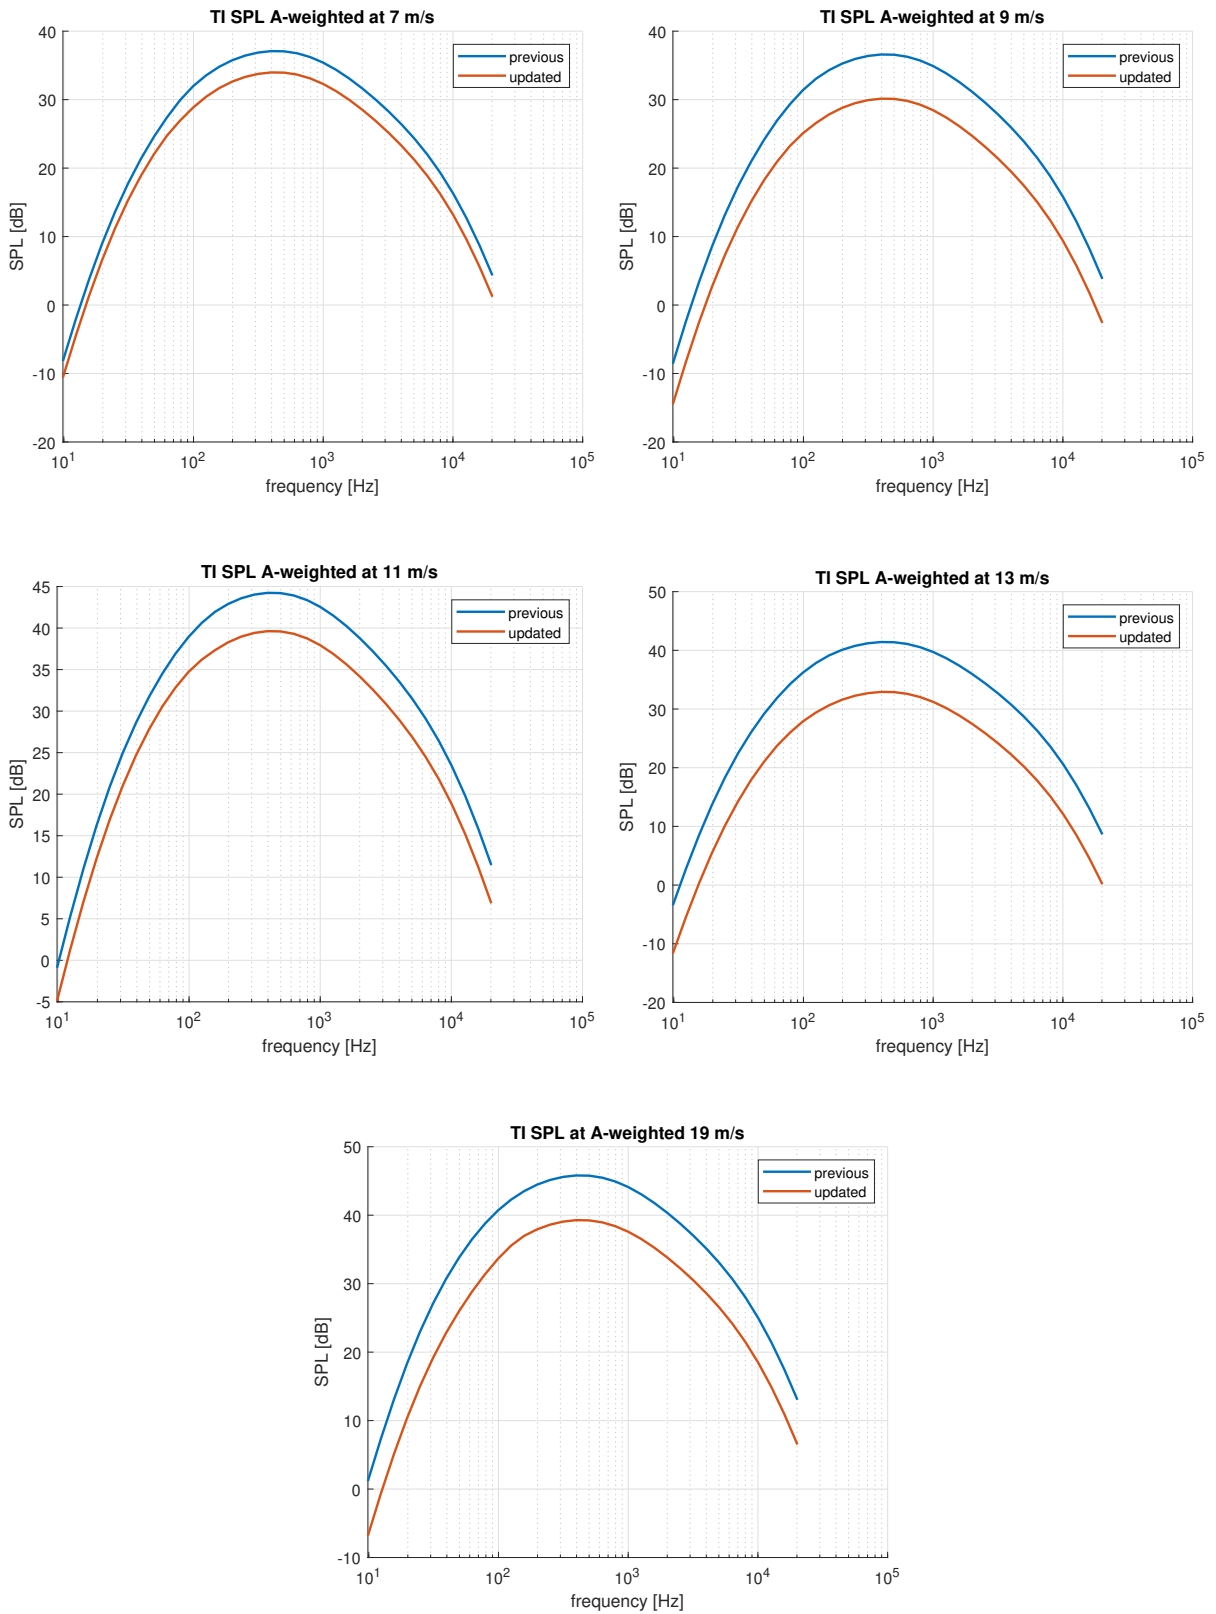 TI SPL A-weighted at 7 m/s
previous
updated
SPL [dB]
40
30
20
10
0
-10
-20
10^1
10^2
10^3
10^4
10^5
frequency [Hz]
TI SPL A-weighted at 9 m/s
previous
updated
SPL [dB]
40
30
20
10
0
-10
-20
10^1
10^2
10^3
10^4
10^5
frequency [Hz]
TI SPL A-weighted at 11 m/s
previous
updated
SPL [dB]
45
40
35
30
25
20
15
10
5
0
-5
10^1
10^2
10^3
10^4
10^5
frequency [Hz]
TI SPL A-weighted at 13 m/s
previous
updated
SPL [dB]
50
40
30
20
10
0
-10
-20
10^1
10^2
10^3
10^4
10^5
frequency [Hz]
TI SPL at A-weighted 19 m/s
previous
updated
SPL [dB]
50
40
30
20
10
0
-10
10^1
10^2
10^3
10^4
10^5
frequency [Hz]